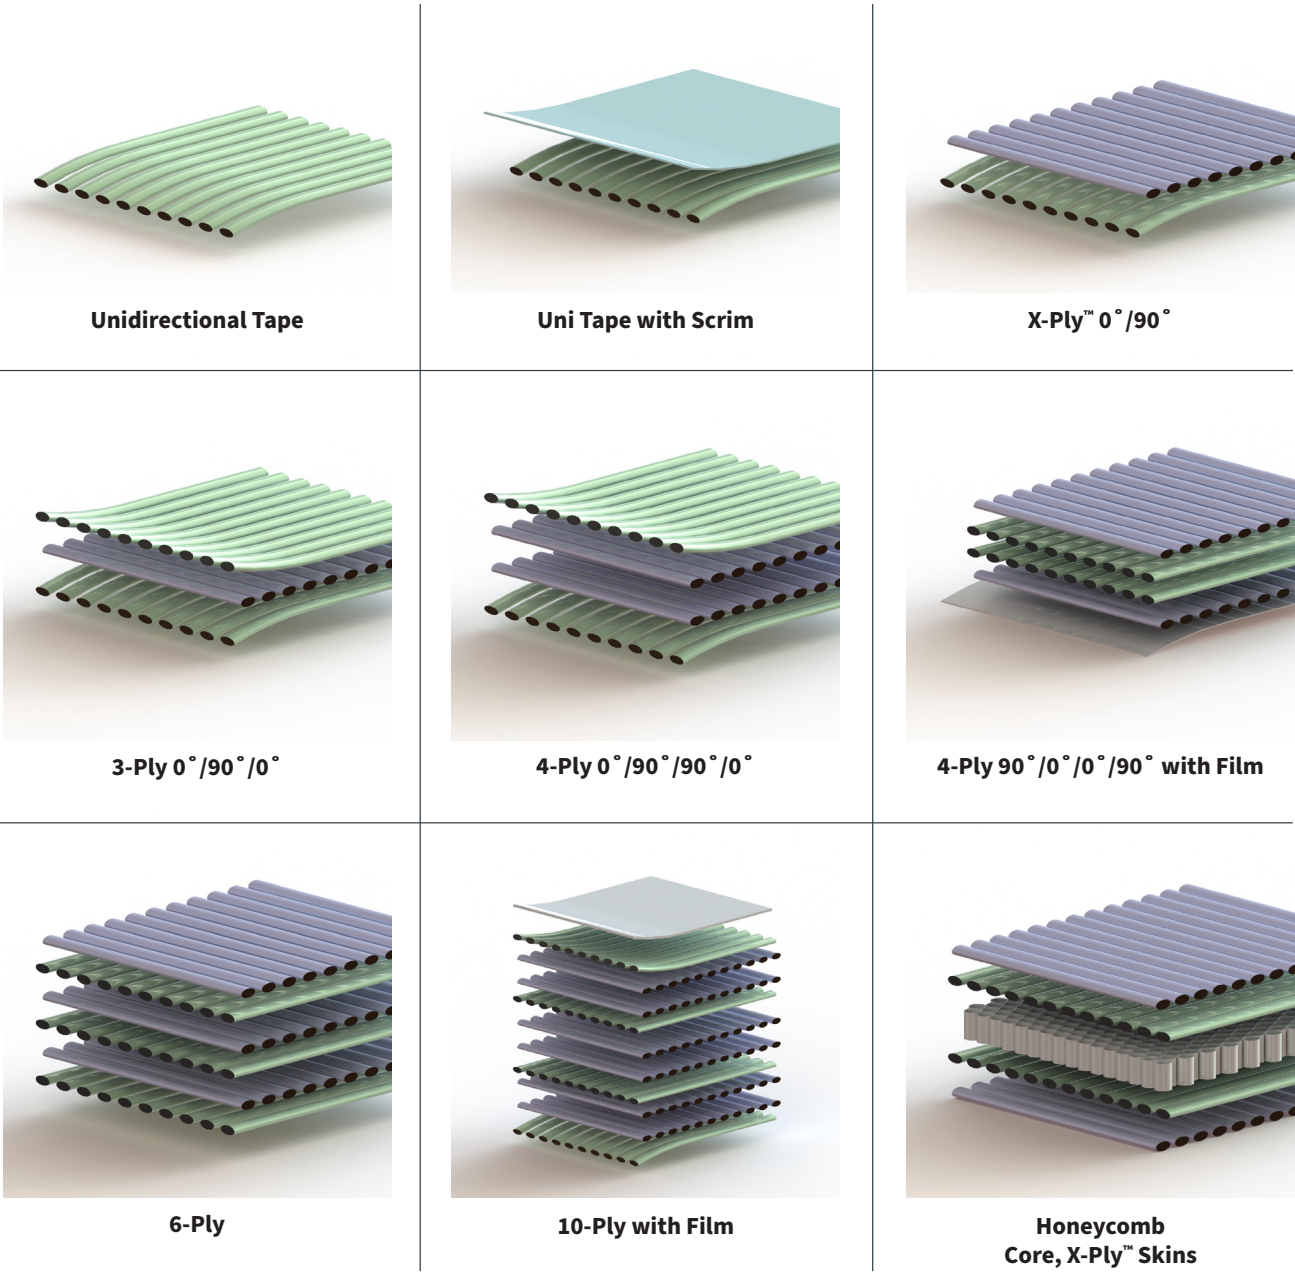 Unidirectional Tape
Uni Tape with Scrim
X-Ply™ 0˚/90˚
3-Ply 0˚/90˚/0˚
4-Ply 0˚/90˚/90˚/0˚
4-Ply 90˚/0˚/0˚/90˚ with Film
6-Ply
10-Ply with Film
Honeycomb
Core, X-Ply™ Skins